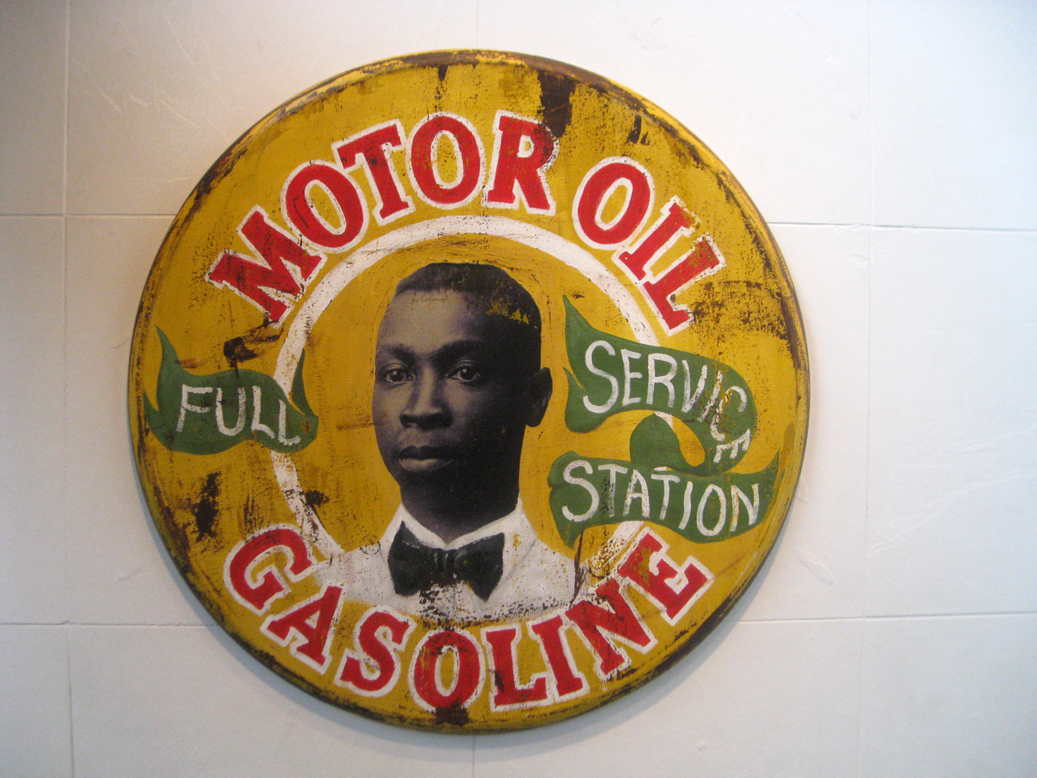 MOTOR OIL
FULL
SERVICE
STATION
GASOLINE